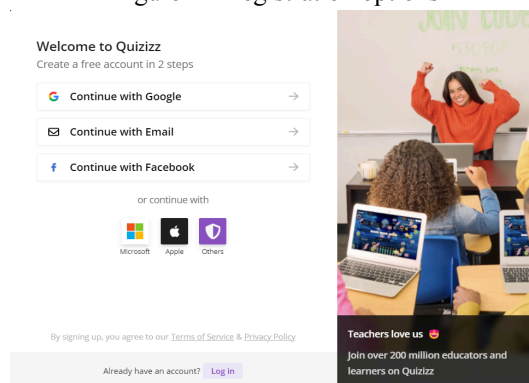 Registration options
Welcome to Quizizz
Create a free account in 2 steps
Continue with Google
Continue with Email
Continue with Facebook
or continue with
Microsoft Apple Others
By signing up, you agree to our Terms of Service & Privacy Policy
Already have an account? Log in
JOIN CODE
Teachers love us 😍
Join over 200 million educators and
learners on Quizizz